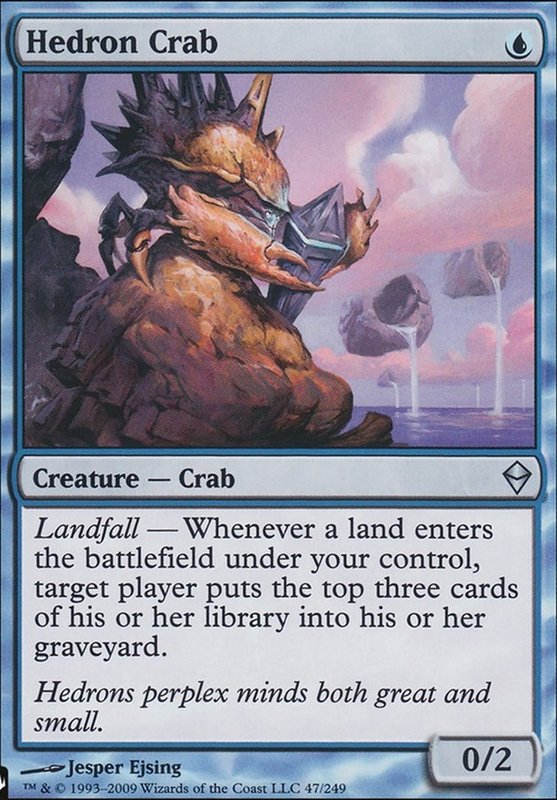 Hedron Crab
Creature — Crab
Landfall — Whenever a land enters
the battlefield under your control,
target player puts the top three cards
of his or her library into his or her
graveyard.
Hedrons perplex minds both great and
small.
0/2
Jesper Ejsing
™ & © 1993–2009 Wizards of the Coast LLC 47/249